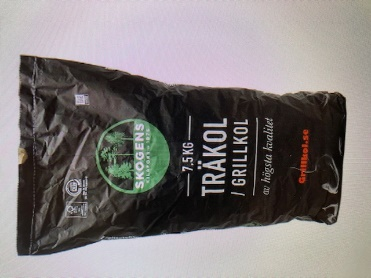 SKOGENS
7,5 KG
TRÄKOL
/ GRILLKOL
av högsta kvalitet
Grillkol.se